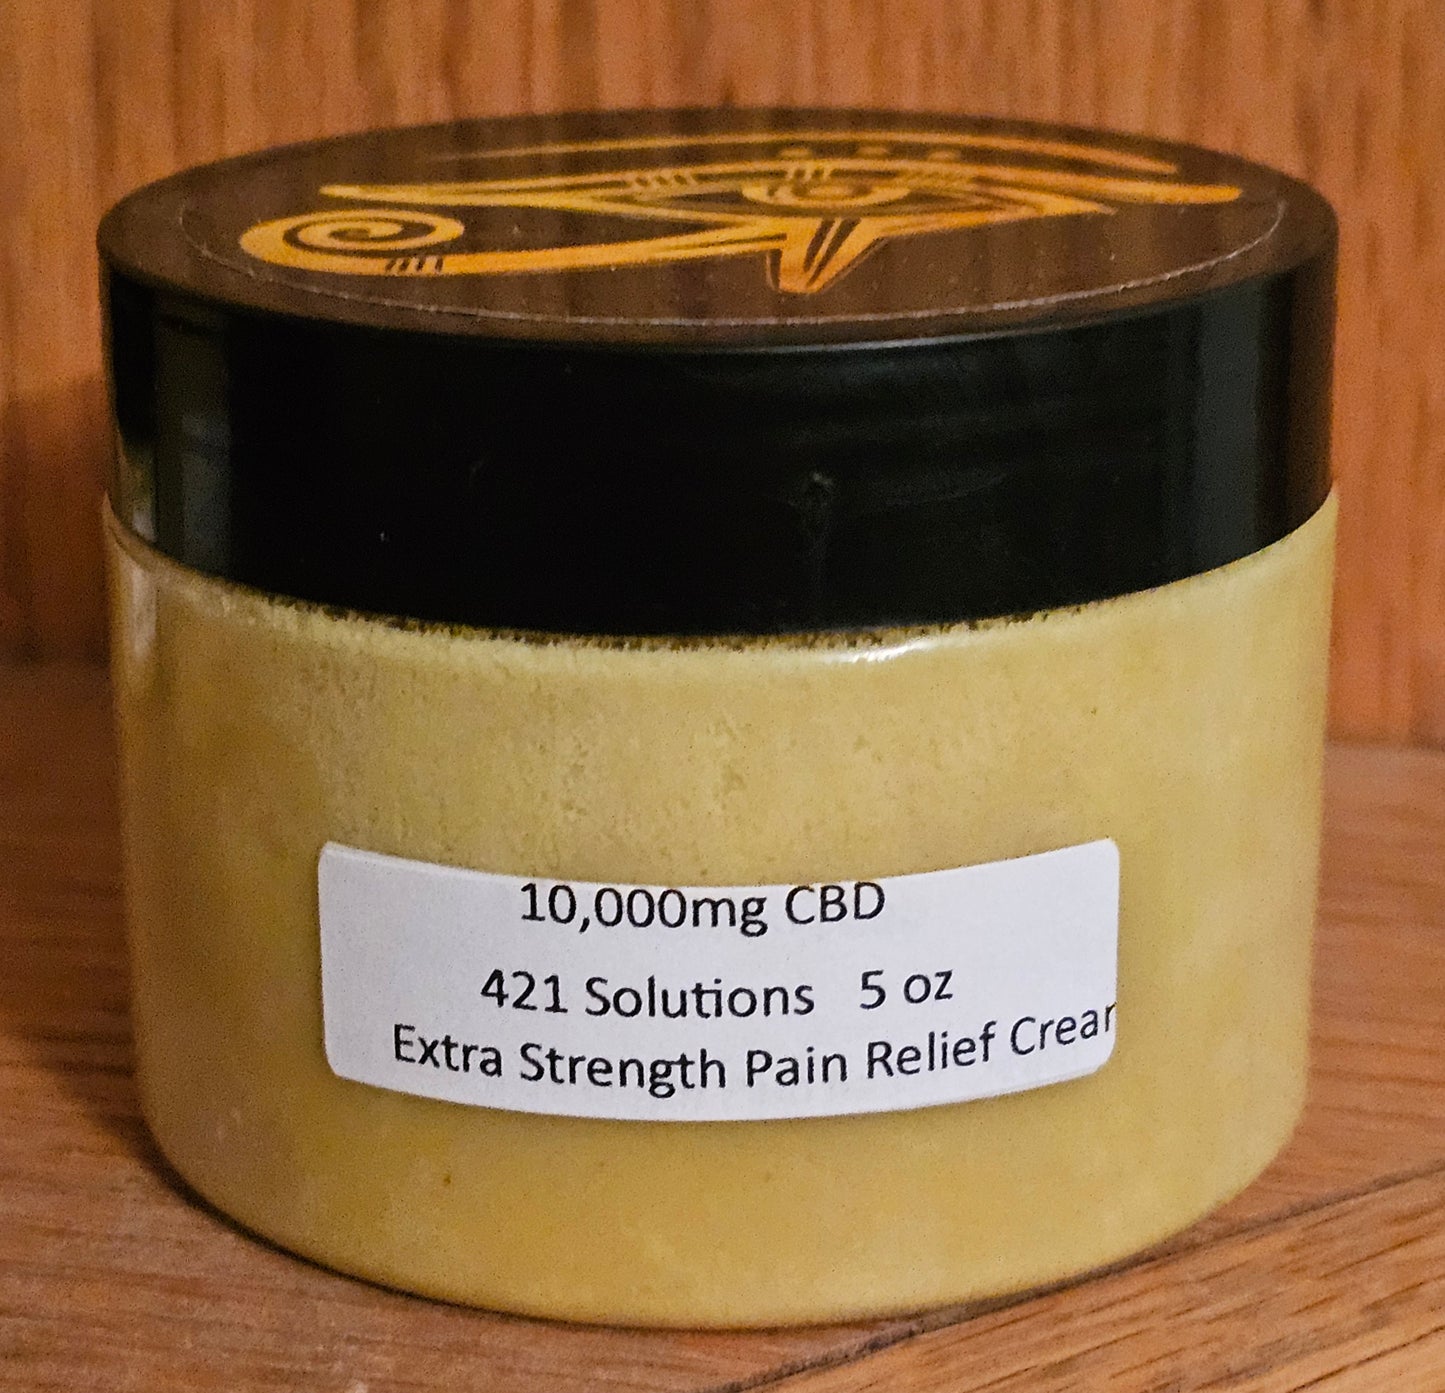 10,000mg CBD
421 Solutions 5 oz
Extra Strength Pain Relief Crear